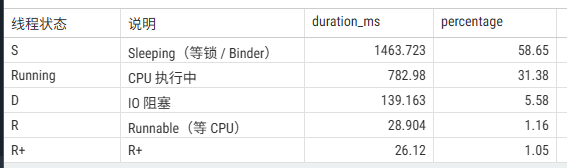 线程状态 说明 duration_ms percentage
S Sleeping（等锁 / Binder） 1463.723 58.65
Running CPU 执行中 782.98 31.38
D IO 阻塞 139.163 5.58
R Runnable（等 CPU） 28.904 1.16
R+ R+ 26.12 1.05